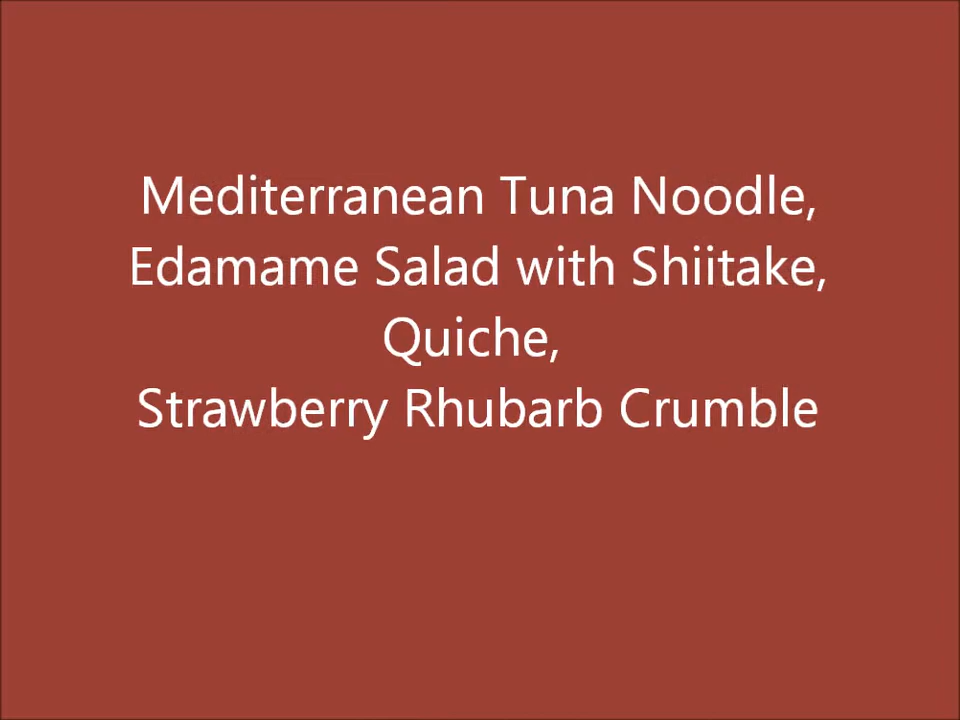 Mediterranean Tuna Noodle,
Edamame Salad with Shiitake,
Quiche,
Strawberry Rhubarb Crumble